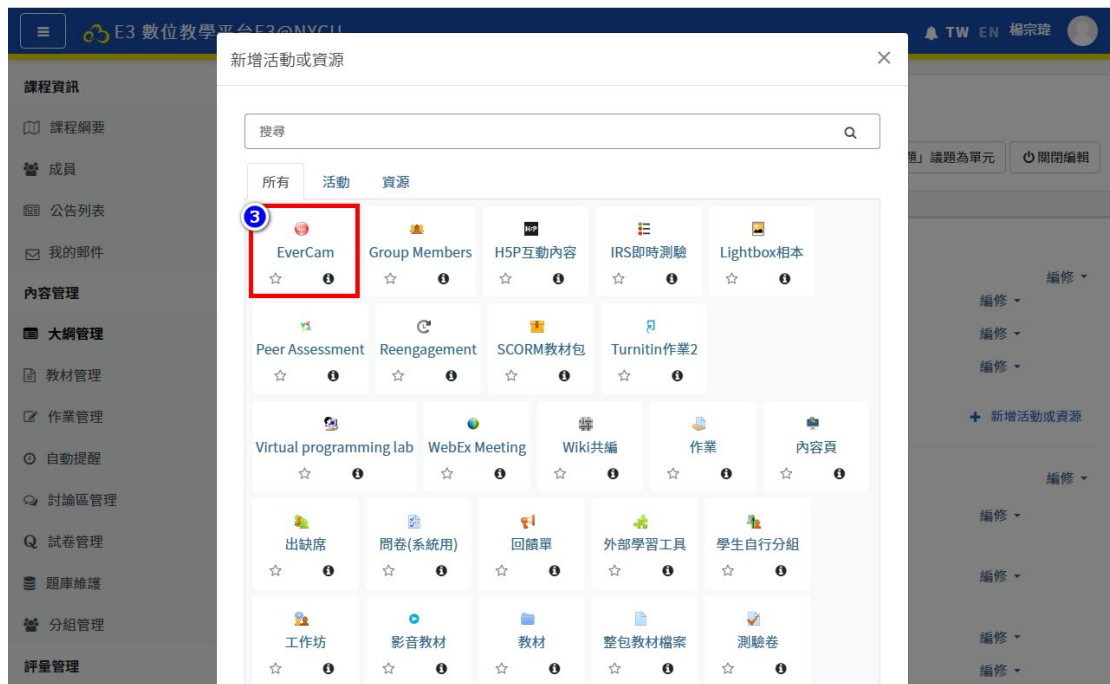 E3 數位教學平台E3@NYCU
TW EN 楊宗瑋
課程資訊
課程綱要
成員
公告列表
我的郵件
內容管理
大綱管理
教材管理
作業管理
自動提醒
討論區管理
試卷管理
題庫維護
分組管理
評量管理
新增活動或資源
搜尋
所有 活動 資源
3
EverCam Group Members H5P互動內容 IRS即時測驗 Lightbox相本
Peer Assessment Reengagement SCORM教材包 Turnitin作業2
Virtual programming lab WebEx Meeting Wiki共編 作業 內容頁
出缺席 問卷(系統用) 回饋單 外部學習工具 學生自行分組
工作坊 影音教材 教材 整包教材檔案 測驗卷
」議題為單元 關閉編輯
編修
編修
編修
編修
新增活動或資源
編修
編修
編修
編修
編修